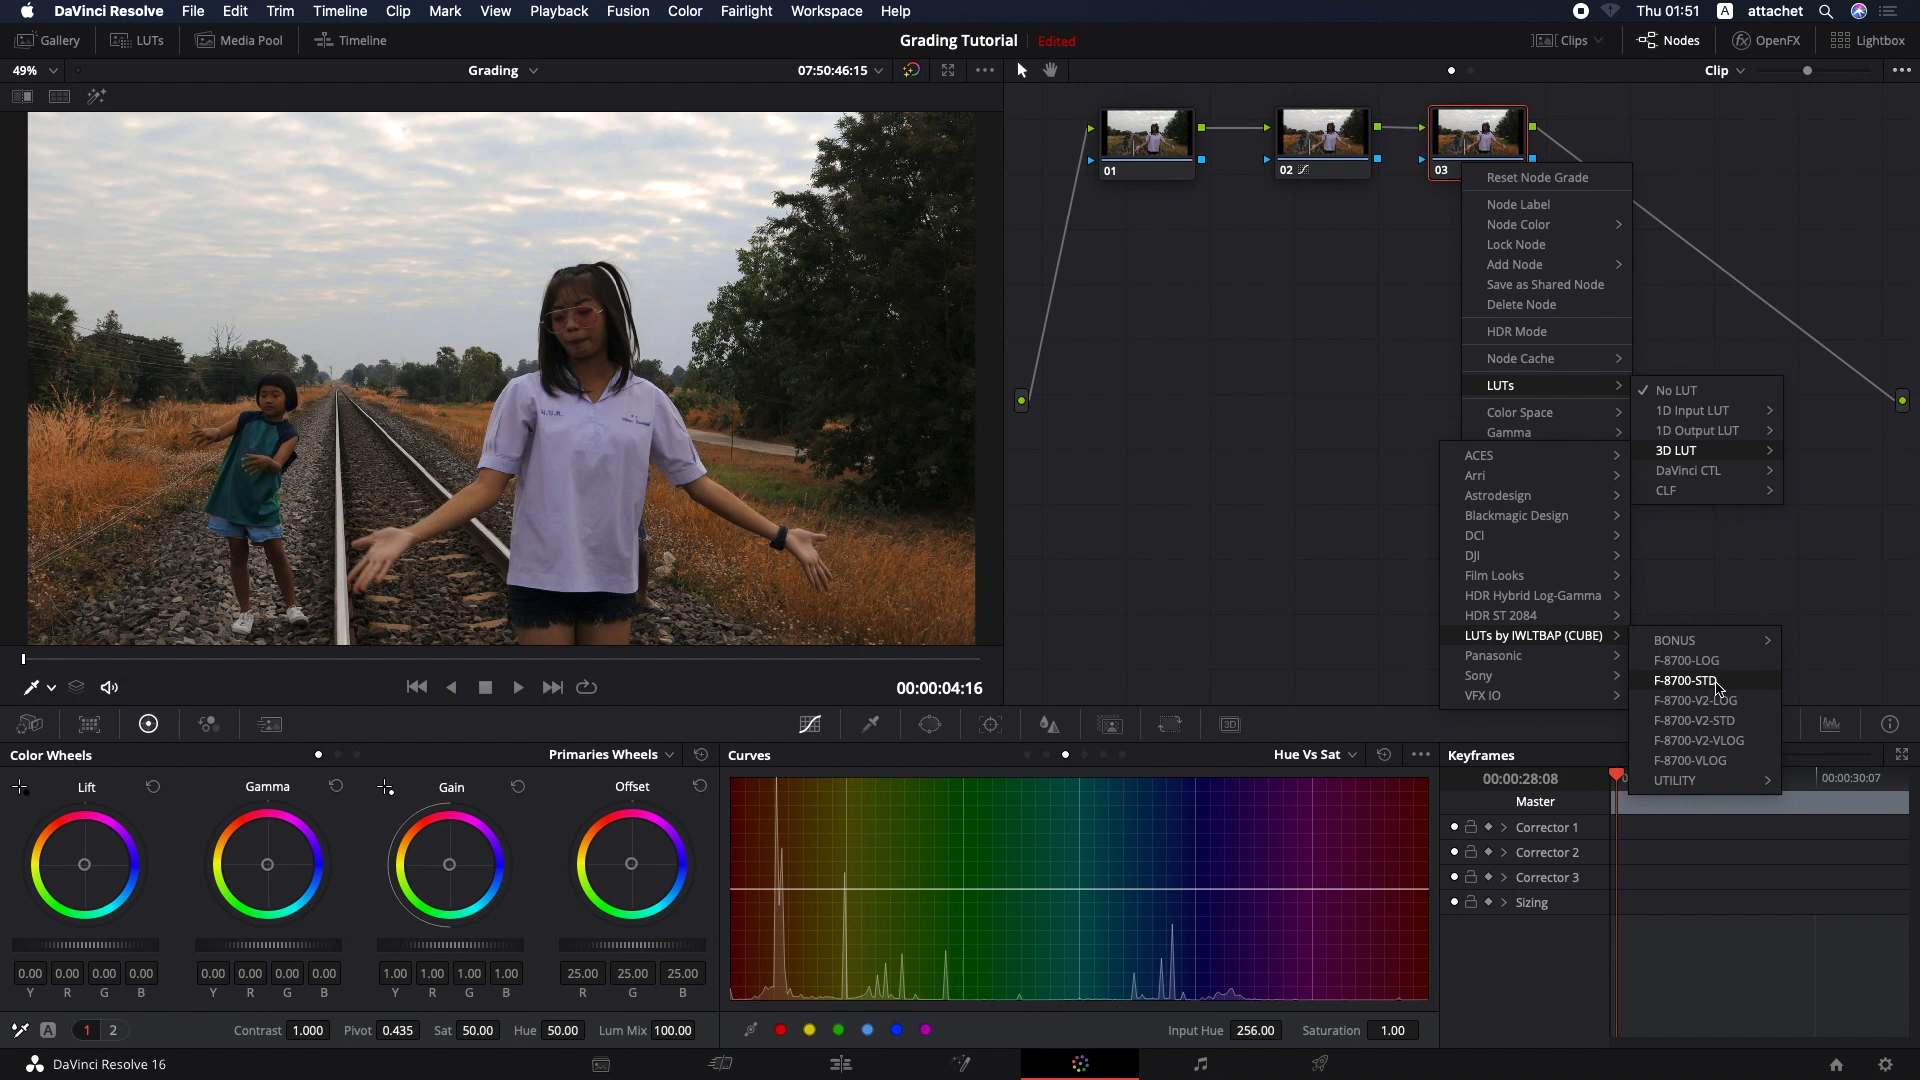 DaVinci Resolve File Edit Trim Timeline Clip Mark View Playback Fusion Color Fairlight Workspace Help Thu 01:51 A attachet
Gallery LUTs Media Pool Timeline Grading Tutorial Edited Clips Nodes OpenFX Lightbox
49% Grading 07:50:46:15 Clip
01
02
03
Reset Node Grade
Node Label
Node Color
Lock Node
Add Node
Save as Shared Node
Delete Node
HDR Mode
Node Cache
LUTs
Color Space
Gamma
No LUT
1D Input LUT
1D Output LUT
3D LUT
DaVinci CTL
CLF
ACES
Arri
Astrodesign
Blackmagic Design
DCI
DJI
Film Looks
HDR Hybrid Log-Gamma
HDR ST 2084
LUTs by IWLTBAP (CUBE)
Panasonic
Sony
VFX IO
BONUS
F-8700-LOG
F-8700-STD
F-8700-V2-LOG
F-8700-V2-STD
F-8700-V2-VLOG
F-8700-VLOG
UTILITY
00:00:04:16
3D
Color Wheels Primaries Wheels Curves Hue Vs Sat Keyframes
Lift Gamma Gain Offset
00:00:28:08 00:00:30:07
Master
Corrector 1
Corrector 2
Corrector 3
Sizing
0.00 0.00 0.00 0.00 0.00 0.00 0.00 0.00 1.00 1.00 1.00 1.00 25.00 25.00 25.00
Y R G B Y R G B Y R G B R G B
A 1 2 Contrast 1.000 Pivot 0.435 Sat 50.00 Hue 50.00 Lum Mix 100.00 Input Hue 256.00 Saturation 1.00
DaVinci Resolve 16